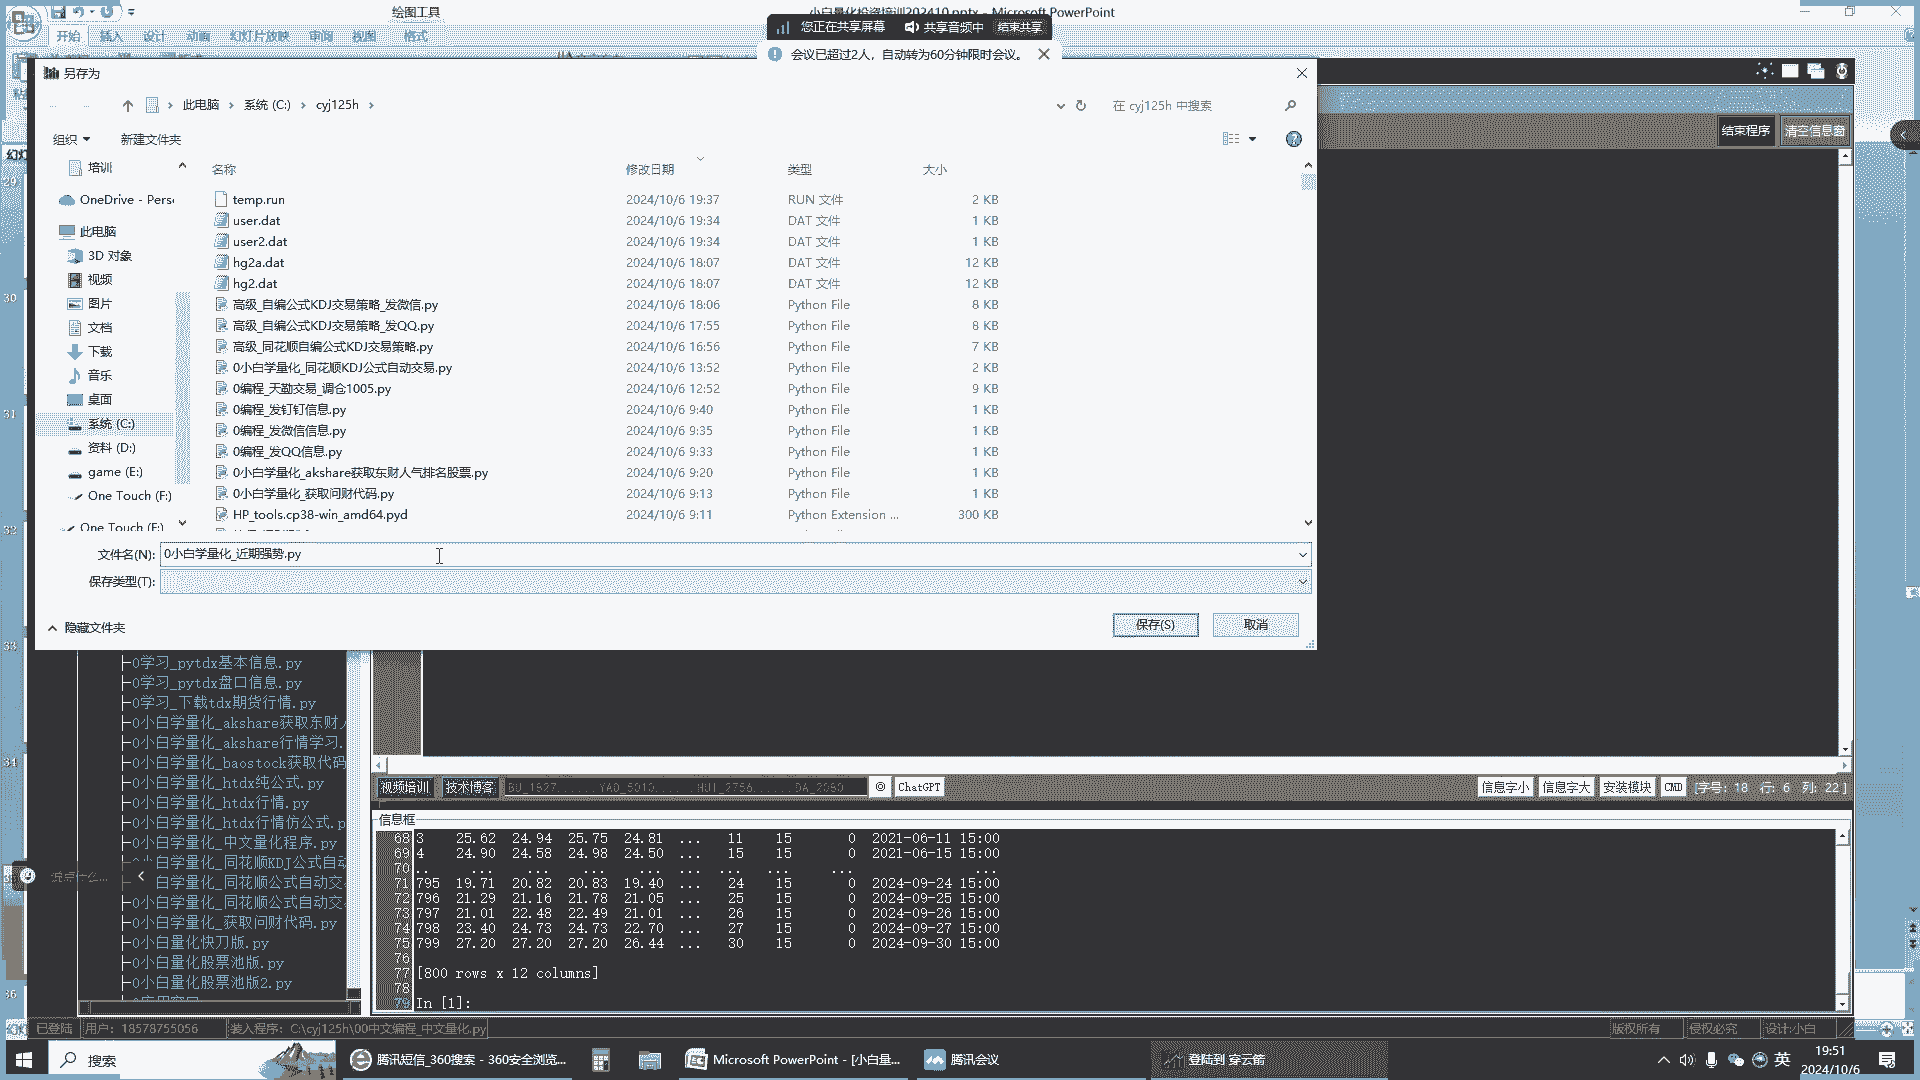 绘图工具
小白量化投资培训202410.pptx - Microsoft PowerPoint
开始 插入 设计 动画 幻灯片放映 审阅 视图 格式
您正在共享屏幕 共享音频中 结束共享
会议已超过2人，自动转为60分钟限时会议。
另存为
此电脑 系统 (C:) cyj125h
在 cyj125h 中搜索
组织 新建文件夹
结束程序 清空信息窗
名称 修改日期 类型 大小
培训
OneDrive - Pers
此电脑
3D 对象
视频
图片
文档
下载
音乐
桌面
系统 (C:)
资料 (D:)
game (E:)
One Touch (F:)
One Touch (F:)
temp.run 2024/10/6 19:37 RUN 文件 2 KB
user.dat 2024/10/6 19:34 DAT 文件 1 KB
user2.dat 2024/10/6 19:34 DAT 文件 1 KB
hg2a.dat 2024/10/6 18:07 DAT 文件 12 KB
hg2.dat 2024/10/6 18:07 DAT 文件 12 KB
高级_自编公式KDJ交易策略_发微信.py 2024/10/6 18:06 Python File 8 KB
高级_自编公式KDJ交易策略_发QQ.py 2024/10/6 17:55 Python File 8 KB
高级_同花顺自编公式KDJ交易策略.py 2024/10/6 16:56 Python File 7 KB
0小白学量化_同花顺KDJ公式自动交易.py 2024/10/6 13:52 Python File 2 KB
0编程_天勤交易_调仓1005.py 2024/10/6 12:52 Python File 9 KB
0编程_发钉钉信息.py 2024/10/6 9:40 Python File 1 KB
0编程_发微信信息.py 2024/10/6 9:35 Python File 1 KB
0编程_发QQ信息.py 2024/10/6 9:33 Python File 1 KB
0小白学量化_akshare获取东财人气排名股票.py 2024/10/6 9:20 Python File 1 KB
0小白学量化_获取问财代码.py 2024/10/6 9:13 Python File 1 KB
HP_tools.cp38-win_amd64.pyd 2024/10/6 9:11 Python Extension ... 300 KB
文件名(N): 0小白学量化_近期强势.py
保存类型(T):
隐藏文件夹
保存(S) 取消
29
30
31
32
33
34
36
0学习_pytdx基本信息.py
0学习_pytdx盘口信息.py
0学习_下载tdx期货行情.py
0小白学量化_akshare获取东财
0小白学量化_akshare行情学习.
0小白学量化_baostock获取代码
0小白学量化_htdx纯公式.py
0小白学量化_htdx行情.py
0小白学量化_htdx行情仿公式.p
0小白学量化_中文量化程序.py
白学量化_同花顺KDJ公式自动
白学量化_同花顺公式自动交
0小白学量化_同花顺公式自动交
0小白学量化_获取问财代码.py
0小白量化快刀版.py
0小白量化股票池版.py
0小白量化股票池版2.py
说点什么...
视频培训 技术博客 ChatGPT 信息字小 信息字大 安装模块 CMD [字号: 18 行: 6 列: 22 ]
信息框
68 3 25.62 24.94 25.75 24.81 ... 11 15 0 2021-06-11 15:00
69 4 24.90 24.58 24.98 24.50 ... 15 15 0 2021-06-15 15:00
70 .. ... ... ... ... ... ... ... ... ...
71 795 19.71 20.82 20.83 19.40 ... 24 15 0 2024-09-24 15:00
72 796 21.29 21.16 21.78 21.05 ... 25 15 0 2024-09-25 15:00
73 797 21.01 22.48 22.49 21.01 ... 26 15 0 2024-09-26 15:00
74 798 23.40 24.73 24.73 22.70 ... 27 15 0 2024-09-27 15:00
75 799 27.20 27.20 27.20 26.44 ... 30 15 0 2024-09-30 15:00
76
77 [800 rows x 12 columns]
78
79 In [1]:
已登陆 用户: 18578755056 装入程序: C:\cyj125h\00中文编程_中文量化.py
版权所有 侵权必究 设计:小白
搜索
腾讯短信_360搜索 - 360安全浏览...
Microsoft PowerPoint - [小白量...
腾讯会议
登陆到 穿云箭
英
19:51
2024/10/6